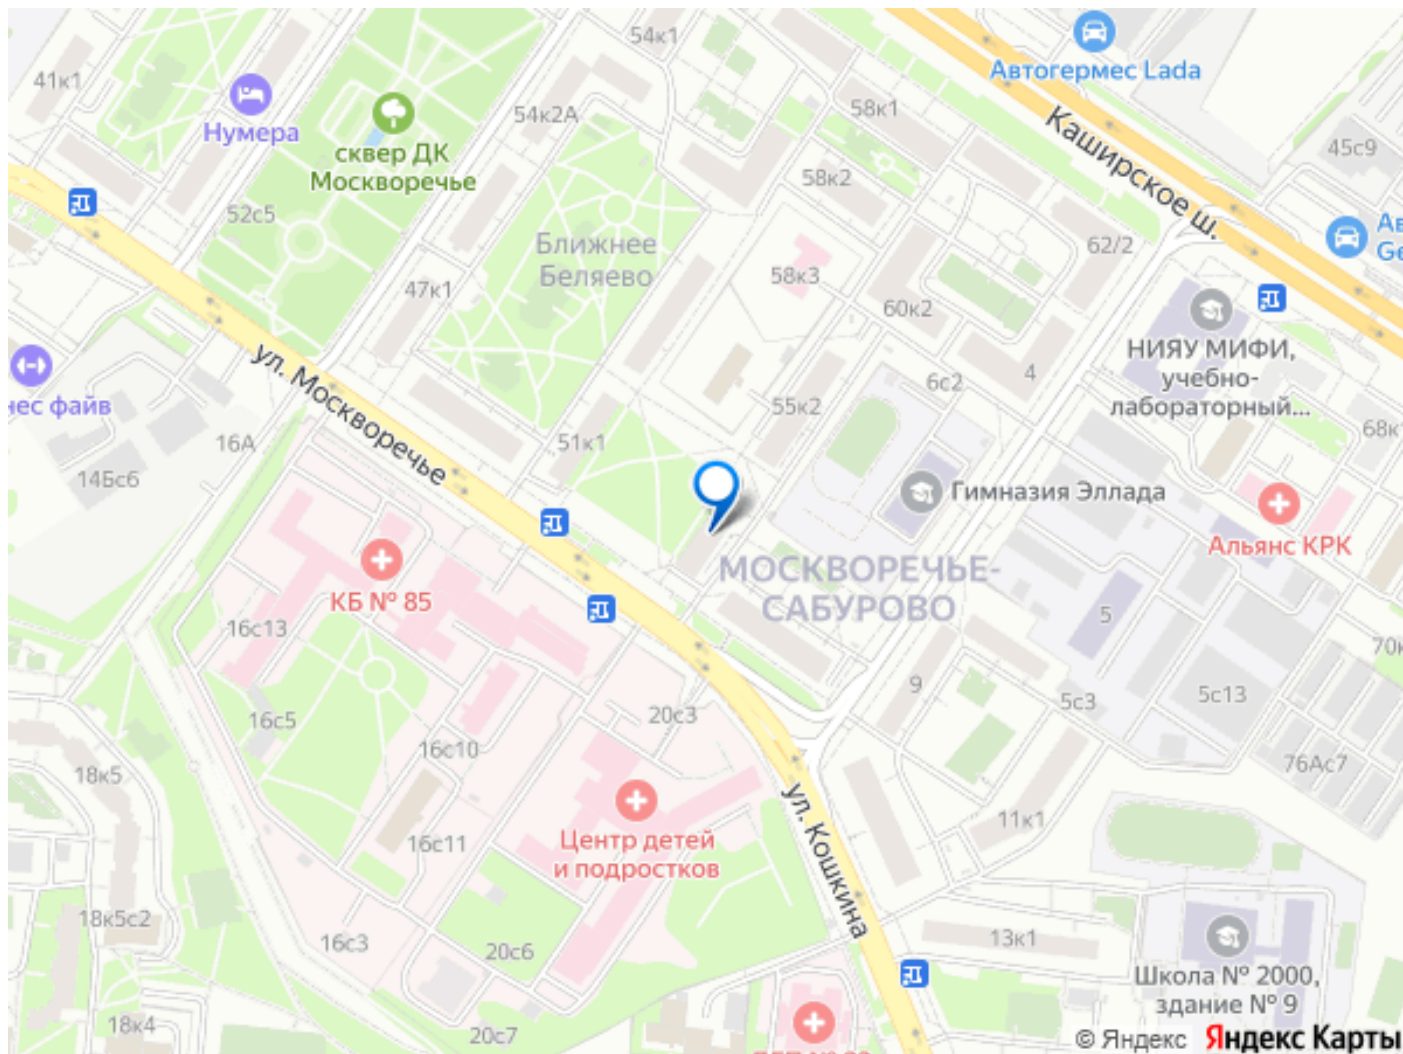 54к1
41к1
Автогермес Lada
54к2А
58к1
Нумера
Каширское ш.
45с9
сквер ДК
Москворечье
58к2
52с5
62/2
Ближнее
Беляево
58к3
47к1
60к2
НИЯУ МИФИ,
учебно-
лабораторный...
4
6с2
ул. Москворечье
55к2
68к
16А
51к1
14Бс6
Гимназия Эллада
Альянс КРК
МОСКВОРЕЧЬЕ-
САБУРОВО
КБ № 85
16с13
5
70
9
5с3
5с13
16с5
20с3
16с10
76Ас7
18к5
ул. Кошкина
11к1
Центр детей
и подростков
16с11
18к5с2
16с3
20с6
13к1
Школа № 2000,
здание № 9
18к4
20с7
© Яндекс Яндекс Карты